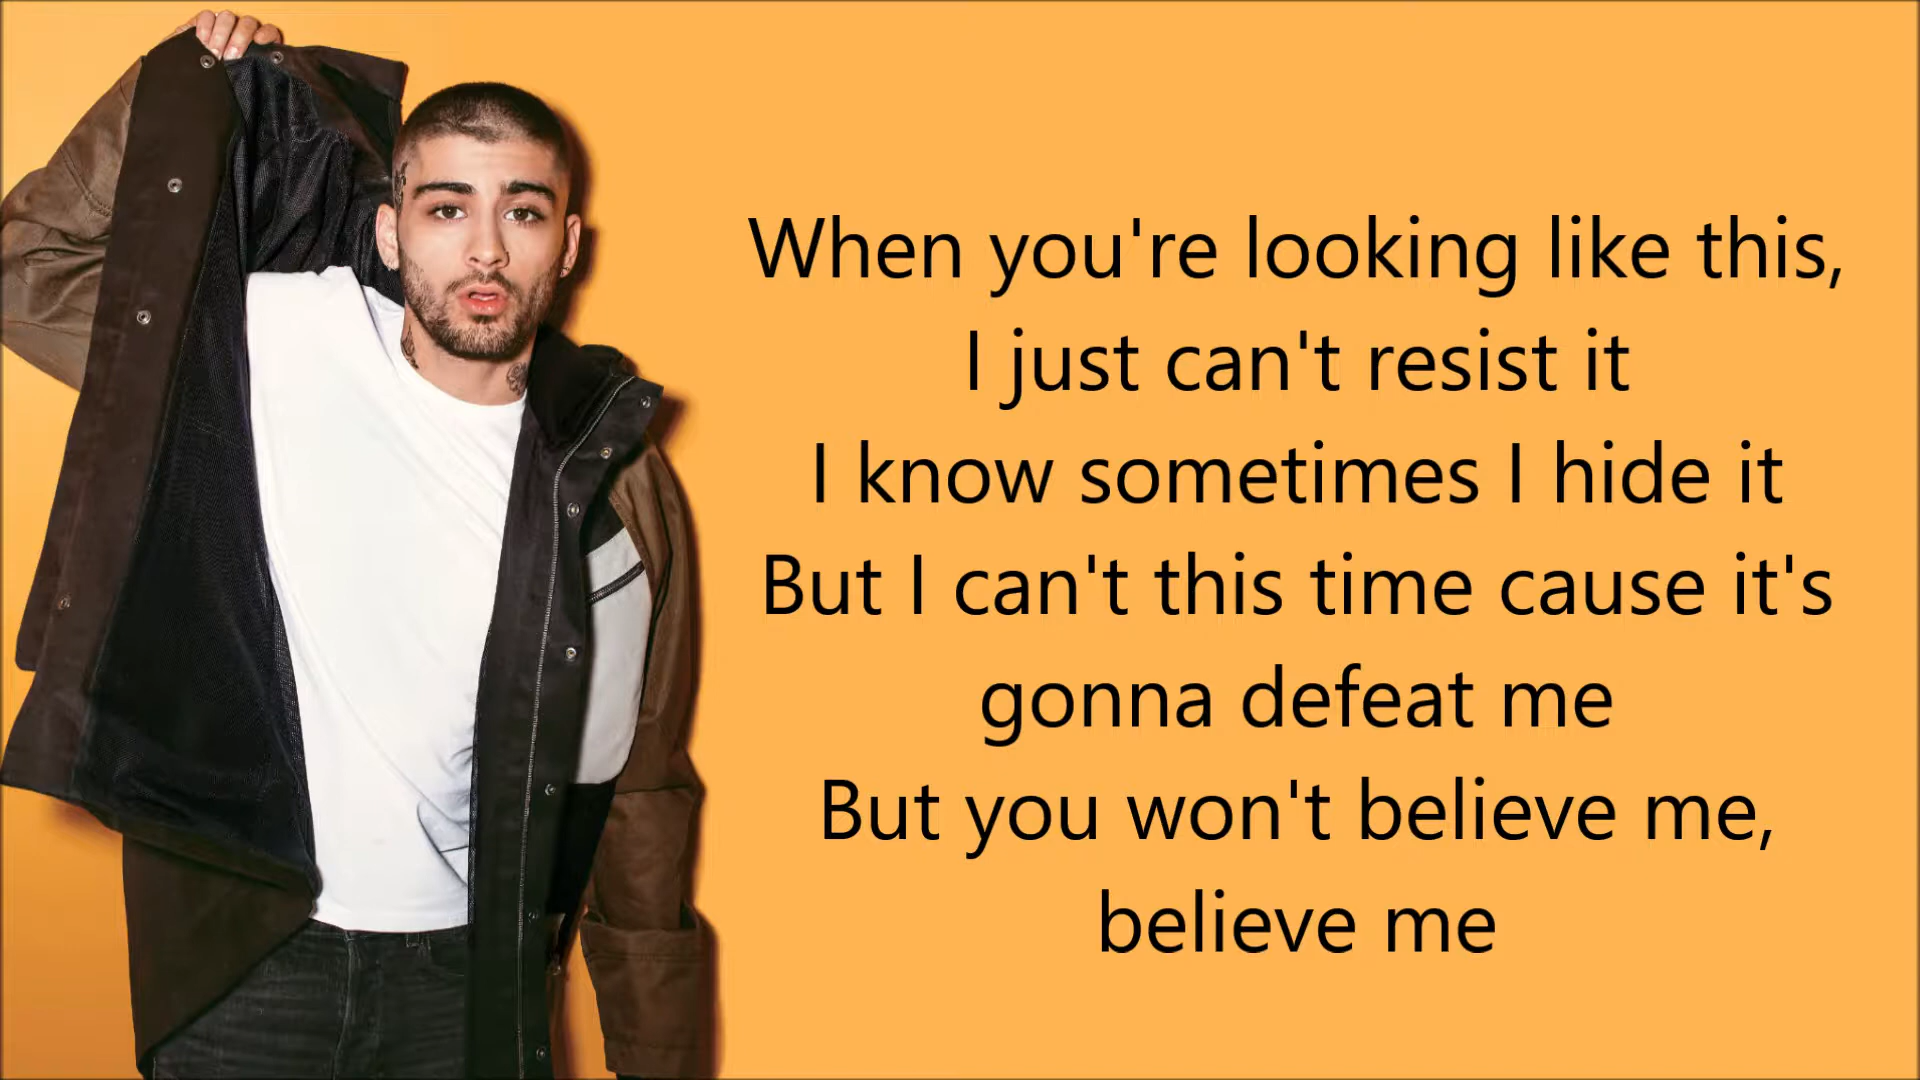 When you're looking like this,
I just can't resist it
I know sometimes I hide it
But I can't this time cause it's
gonna defeat me
But you won't believe me,
believe me